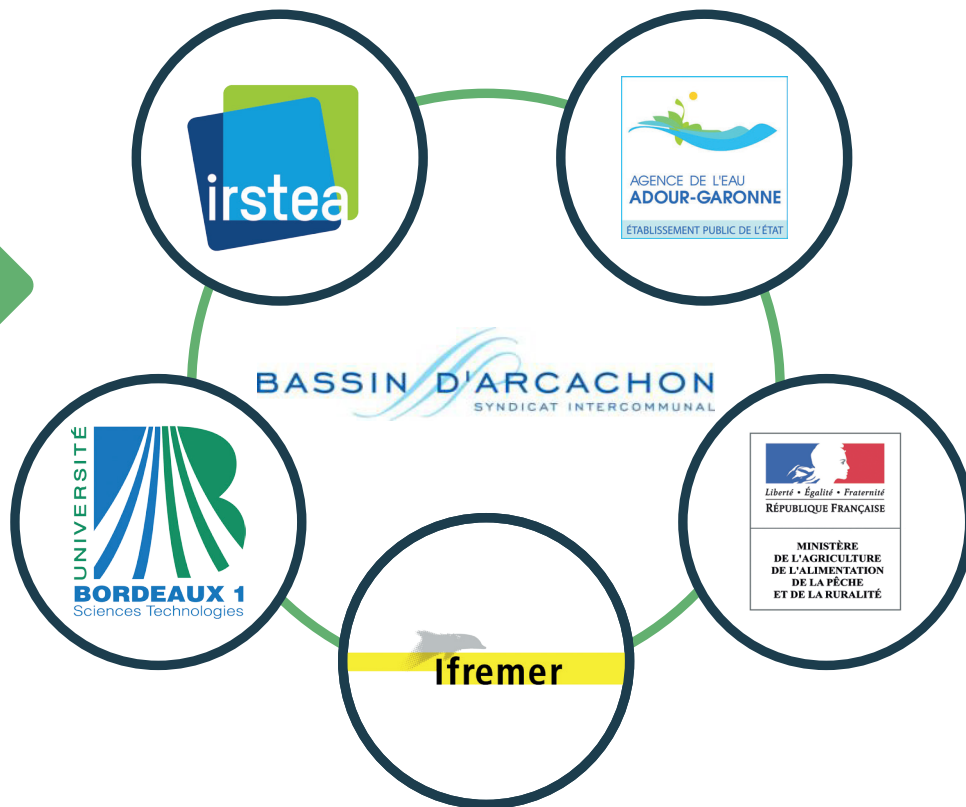 irstea
AGENCE DE L'EAU
ADOUR-GARONNE
ÉTABLISSEMENT PUBLIC DE L'ÉTAT
BASSIN D'ARCACHON
SYNDICAT INTERCOMMUNAL
UNIVERSITÉ
BORDEAUX 1
Sciences Technologies
Liberté • Égalité • Fraternité
RÉPUBLIQUE FRANÇAISE
MINISTÈRE
DE L'AGRICULTURE
DE L'ALIMENTATION
DE LA PÊCHE
ET DE LA RURALITÉ
Ifremer